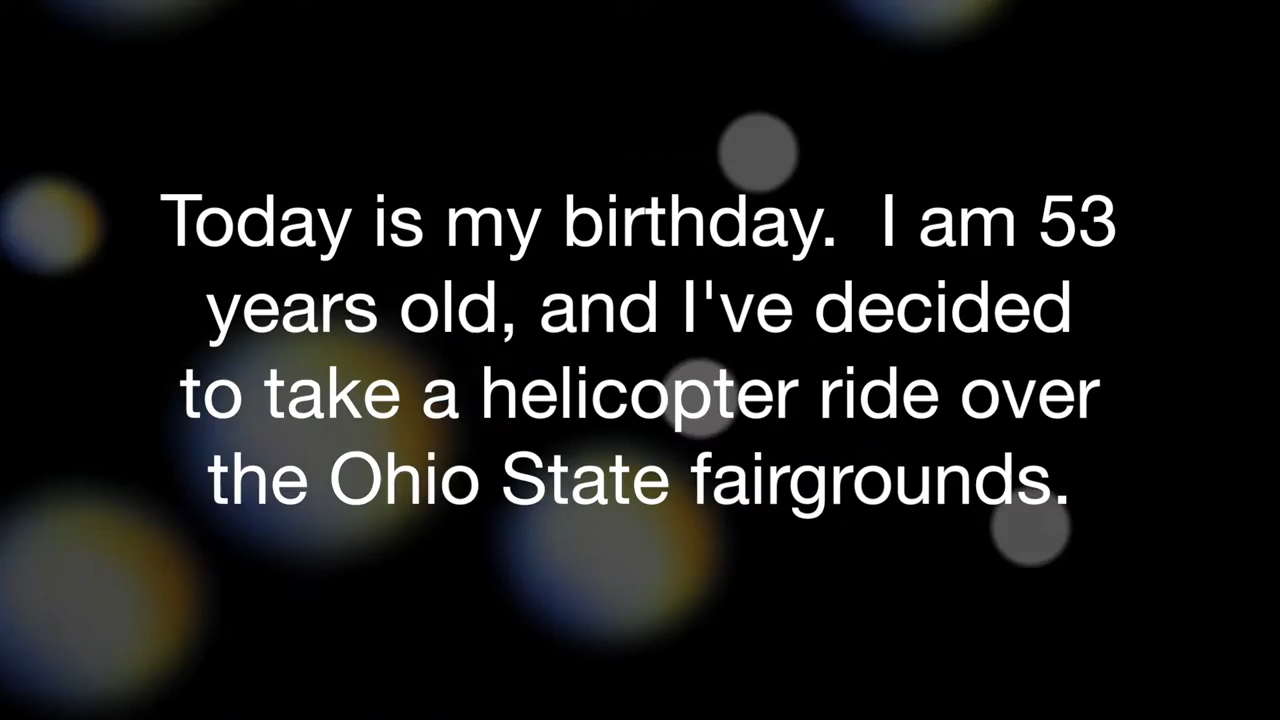 Today is my birthday.  I am 53
years old, and I've decided
to take a helicopter ride over
the Ohio State fairgrounds.